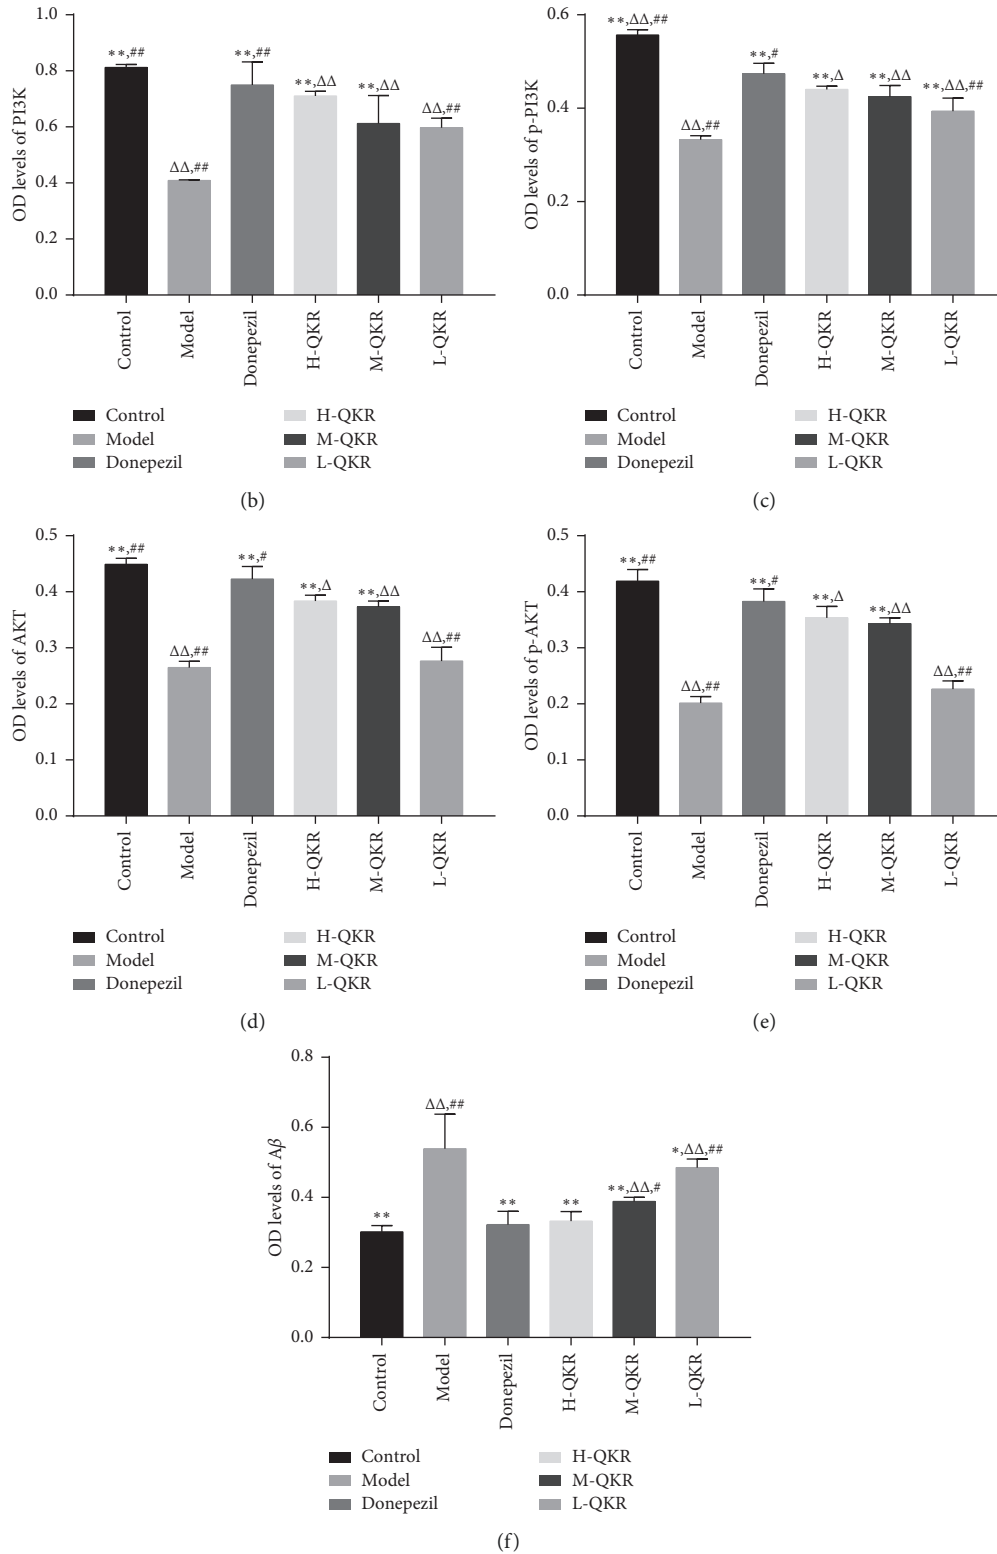 OD levels of PI3K
1.0
0.8
0.6
0.4
0.2
0.0
**,##
ΔΔ,##
**,##
**,ΔΔ
**,ΔΔ
ΔΔ,##
Control
Model
Donepezil
H-QKR
M-QKR
L-QKR
Control
Model
Donepezil
H-QKR
M-QKR
L-QKR
(b)
OD levels of p-PI3K
0.6
0.4
0.2
0.0
**,ΔΔ,##
ΔΔ,##
**,#
**,Δ
**,ΔΔ
**,ΔΔ,##
Control
Model
Donepezil
H-QKR
M-QKR
L-QKR
Control
Model
Donepezil
H-QKR
M-QKR
L-QKR
(c)
OD levels of AKT
0.5
0.4
0.3
0.2
0.1
0.0
**,##
ΔΔ,##
**,#
**,Δ
**,ΔΔ
ΔΔ,##
Control
Model
Donepezil
H-QKR
M-QKR
L-QKR
Control
Model
Donepezil
H-QKR
M-QKR
L-QKR
(d)
OD levels of p-AKT
0.5
0.4
0.3
0.2
0.1
0.0
**,##
ΔΔ,##
**,#
**,Δ
**,ΔΔ
ΔΔ,##
Control
Model
Donepezil
H-QKR
M-QKR
L-QKR
Control
Model
Donepezil
H-QKR
M-QKR
L-QKR
(e)
OD levels of Aβ
0.8
0.6
0.4
0.2
0.0
**
ΔΔ,##
**
**
**,ΔΔ,#
*,ΔΔ,##
Control
Model
Donepezil
H-QKR
M-QKR
L-QKR
Control
Model
Donepezil
H-QKR
M-QKR
L-QKR
(f)